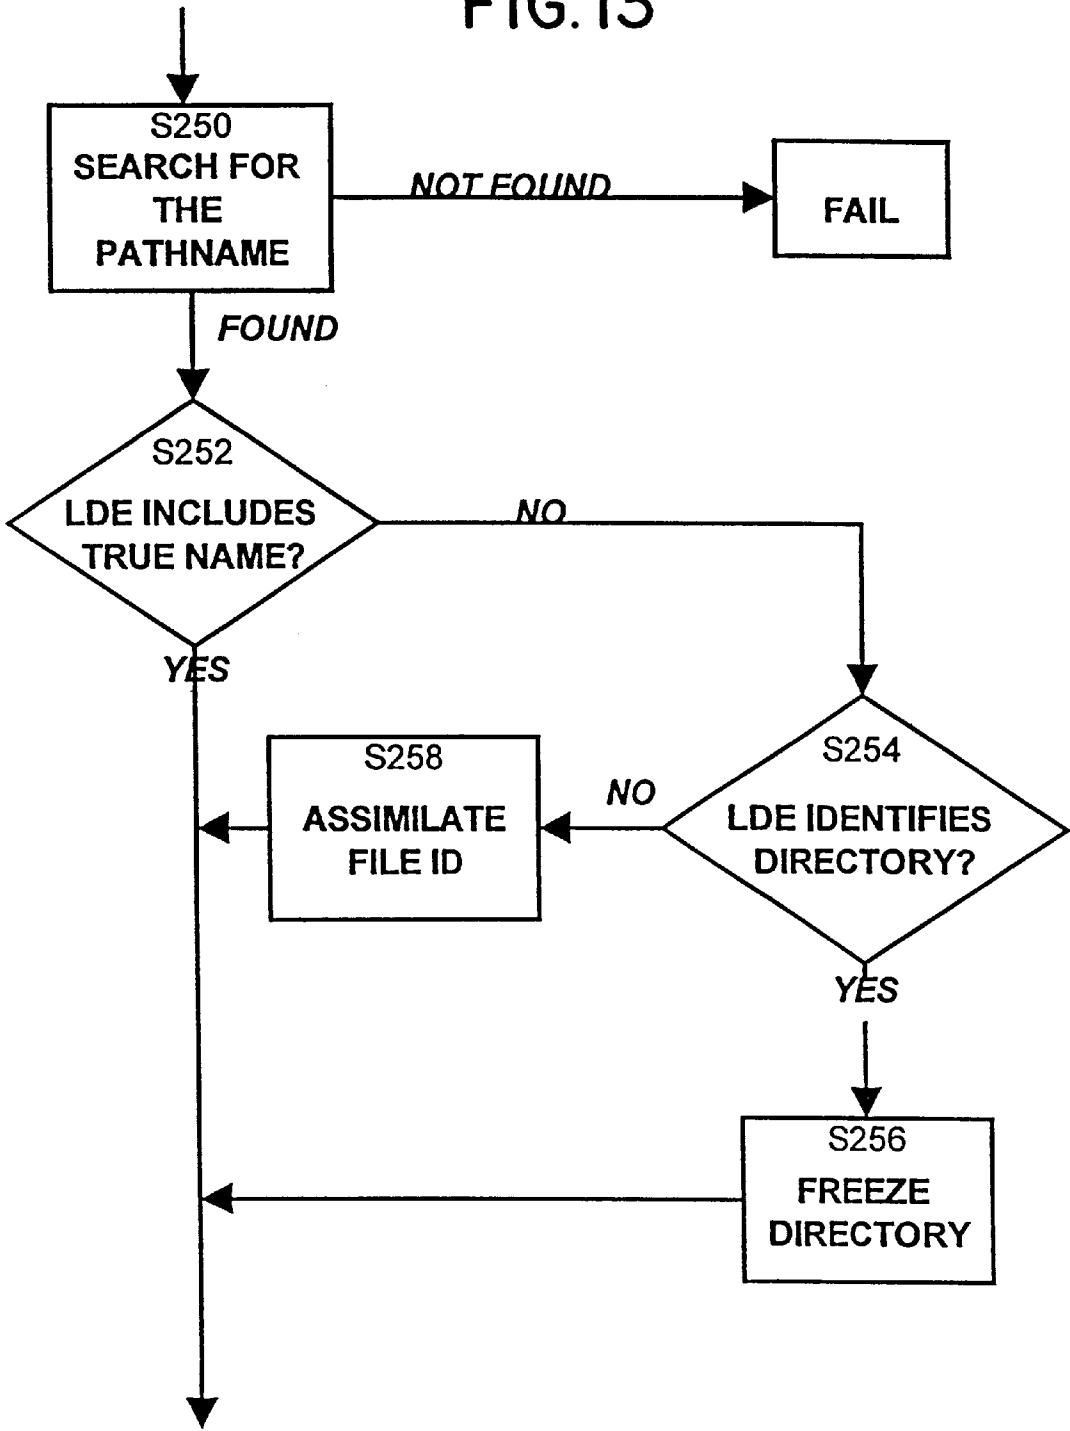 FIG. 13
S250
SEARCH FOR
THE
PATHNAME
NOT FOUND
FAIL
FOUND
S252
LDE INCLUDES
TRUE NAME?
NO
YES
S254
LDE IDENTIFIES
DIRECTORY?
NO
S258
ASSIMILATE
FILE ID
YES
S256
FREEZE
DIRECTORY